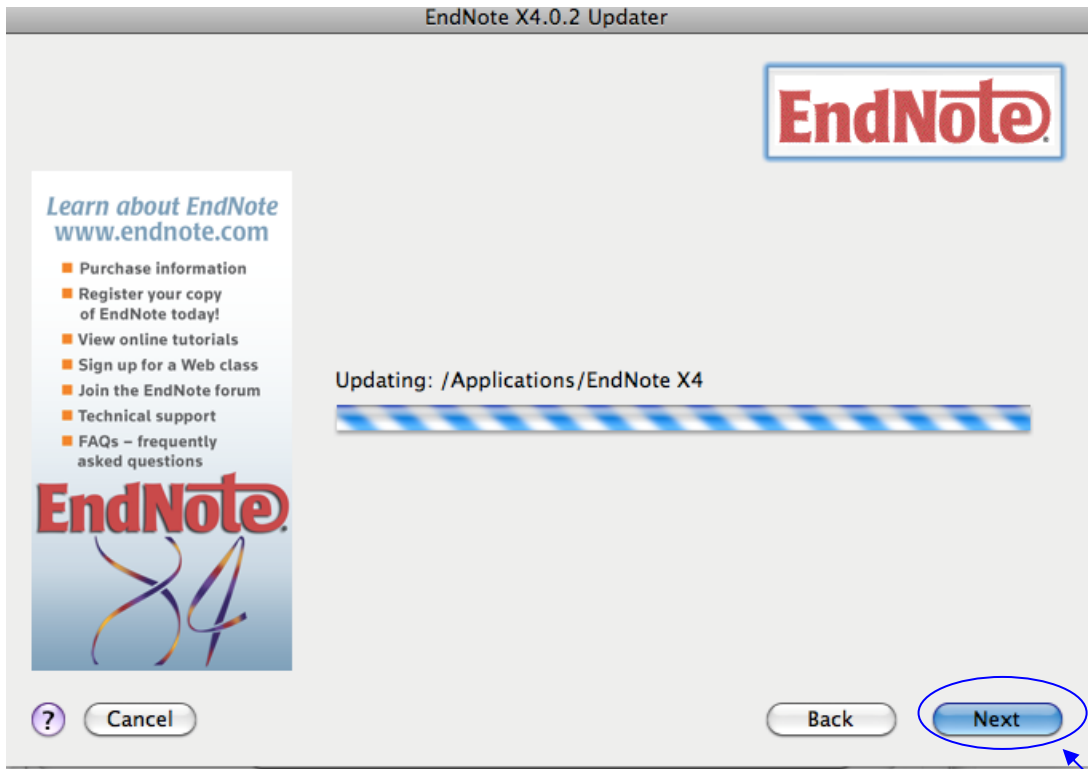 EndNote X4.0.2 Updater
EndNote®
Learn about EndNote
www.endnote.com
Purchase information
Register your copy
of EndNote today!
View online tutorials
Sign up for a Web class
Join the EndNote forum
Technical support
FAQs – frequently
asked questions
EndNote®
X4
Updating: /Applications/EndNote X4
? Cancel Back Next